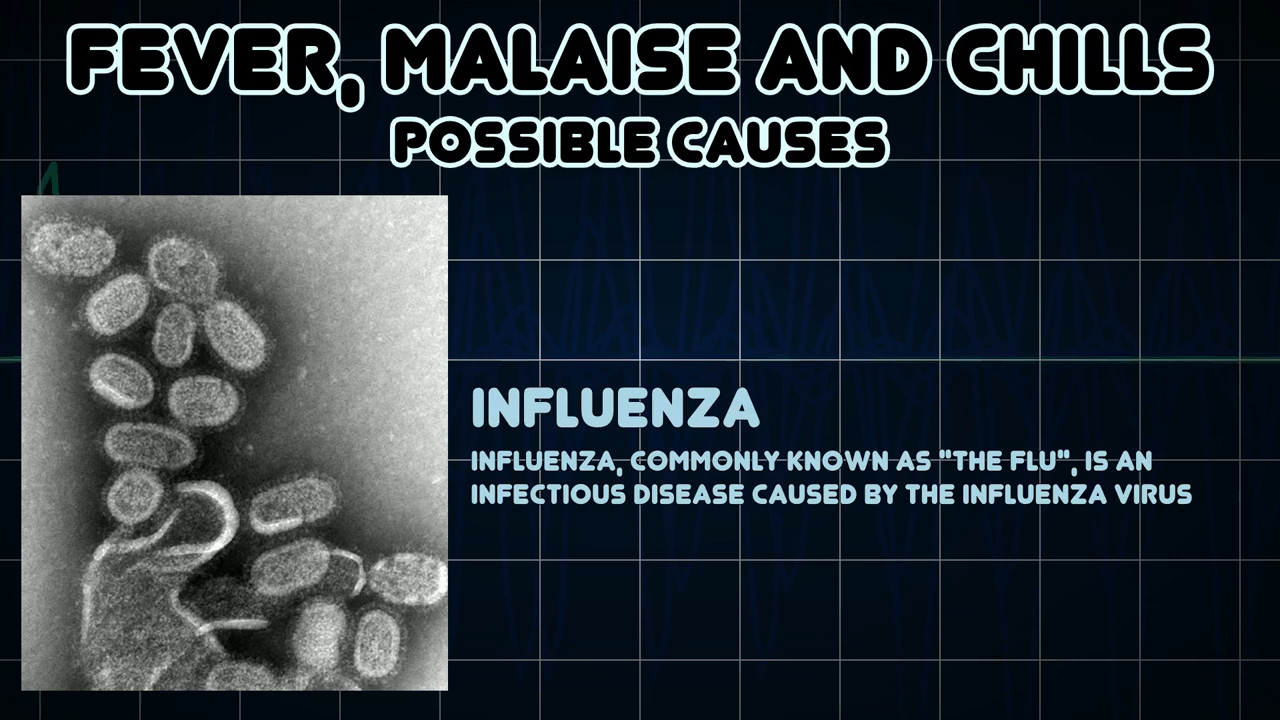 FEVER, MALAISE AND CHILLS
POSSIBLE CAUSES
INFLUENZA
INFLUENZA, COMMONLY KNOWN AS "THE FLU", IS AN
INFECTIOUS DISEASE CAUSED BY THE INFLUENZA VIRUS